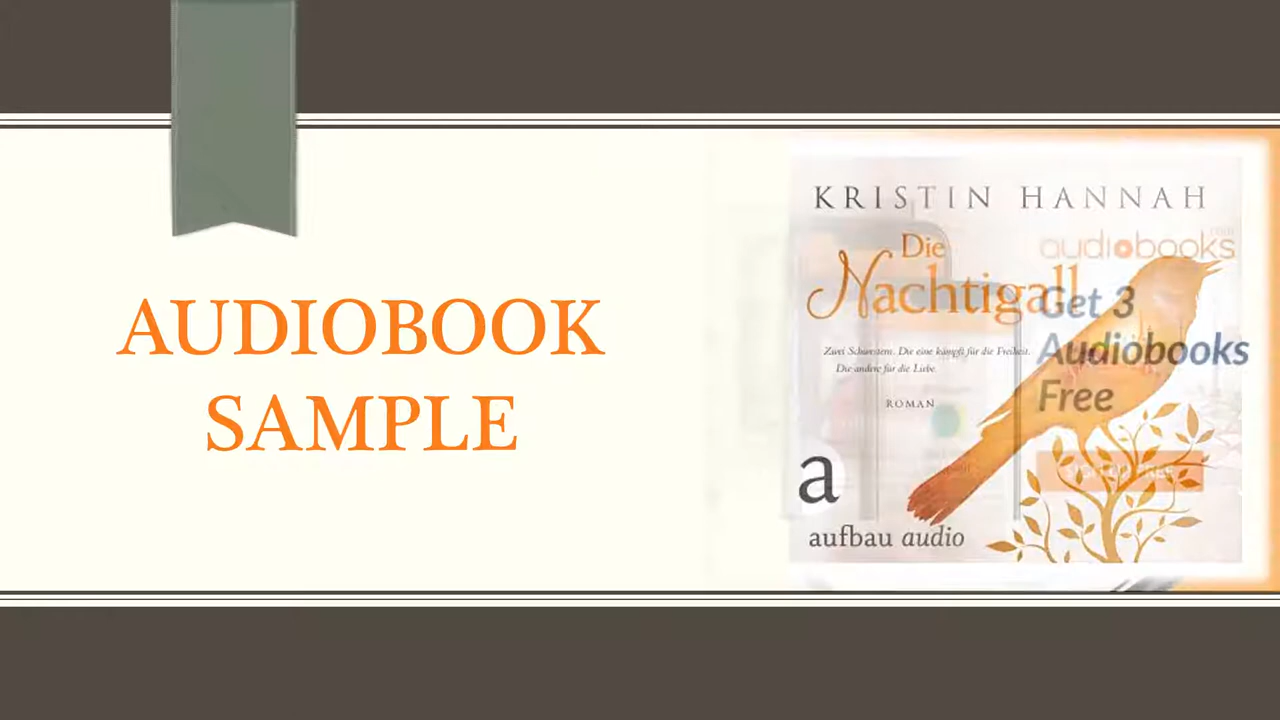 AUDIOBOOK
SAMPLE
KRISTIN HANNAH
Die
Nachtigall
Zwei Schwestern. Die eine kämpft für die Freiheit.
Die andere für die Liebe.
ROMAN
a
aufbau audio
audiobooks
.com
Get 3
Audiobooks
Free